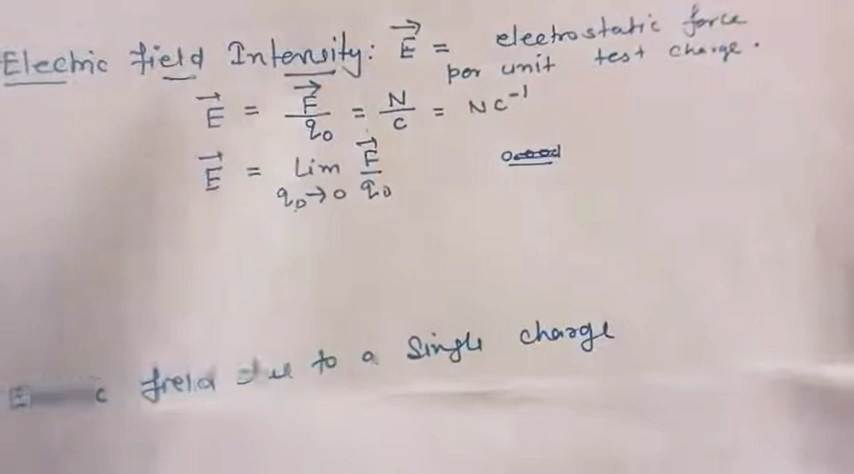 Electric field Intensity: E⃗ = electrostatic force
per unit test charge.
E⃗ = F⃗/q₀ = N/C = NC⁻¹
E⃗ = Lim q₀→0 F⃗/q₀
field due to a Single charge